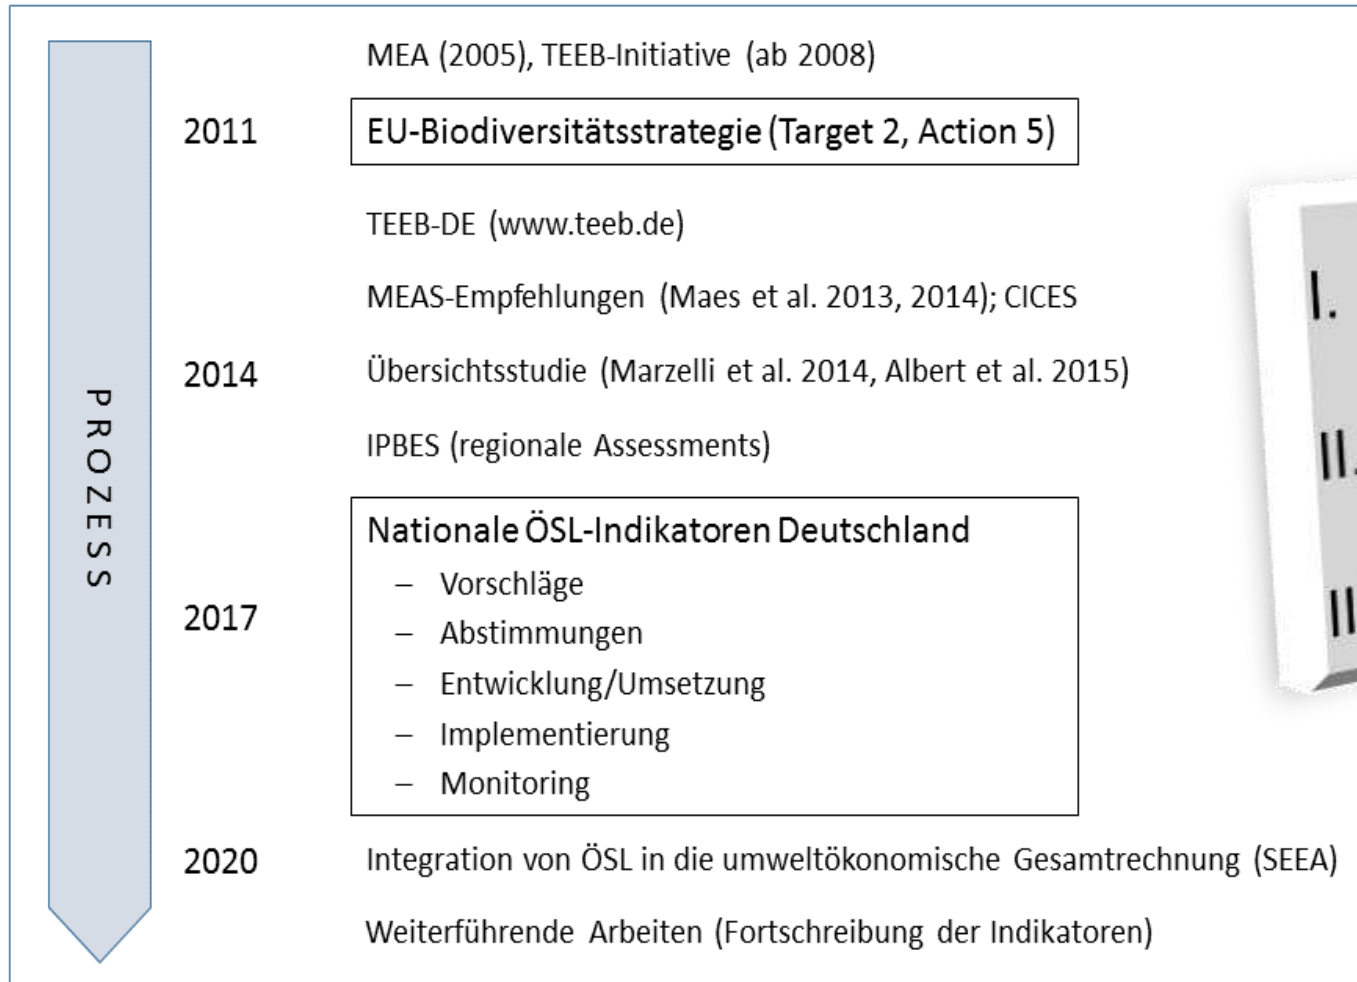 MEA (2005), TEEB-Initiative (ab 2008)
2011 EU-Biodiversitätsstrategie (Target 2, Action 5)
TEEB-DE (www.teeb.de)
MEAS-Empfehlungen (Maes et al. 2013, 2014); CICES
2014 Übersichtsstudie (Marzelli et al. 2014, Albert et al. 2015)
IPBES (regionale Assessments)
PROZESS
Nationale ÖSL-Indikatoren Deutschland
– Vorschläge
2017
– Abstimmungen
– Entwicklung/Umsetzung
– Implementierung
– Monitoring
2020 Integration von ÖSL in die umweltökonomische Gesamtrechnung (SEEA)
Weiterführende Arbeiten (Fortschreibung der Indikatoren)
I.
II.